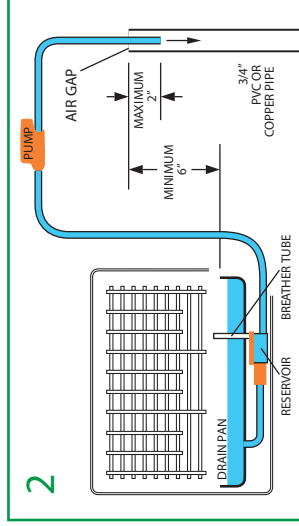 2
PUMP
AIR GAP
MAXIMUM
2"
MINIMUM
6"
3/4"
PVC OR
COPPER PIPE
DRAIN PAN
BREATHER TUBE
RESERVOIR